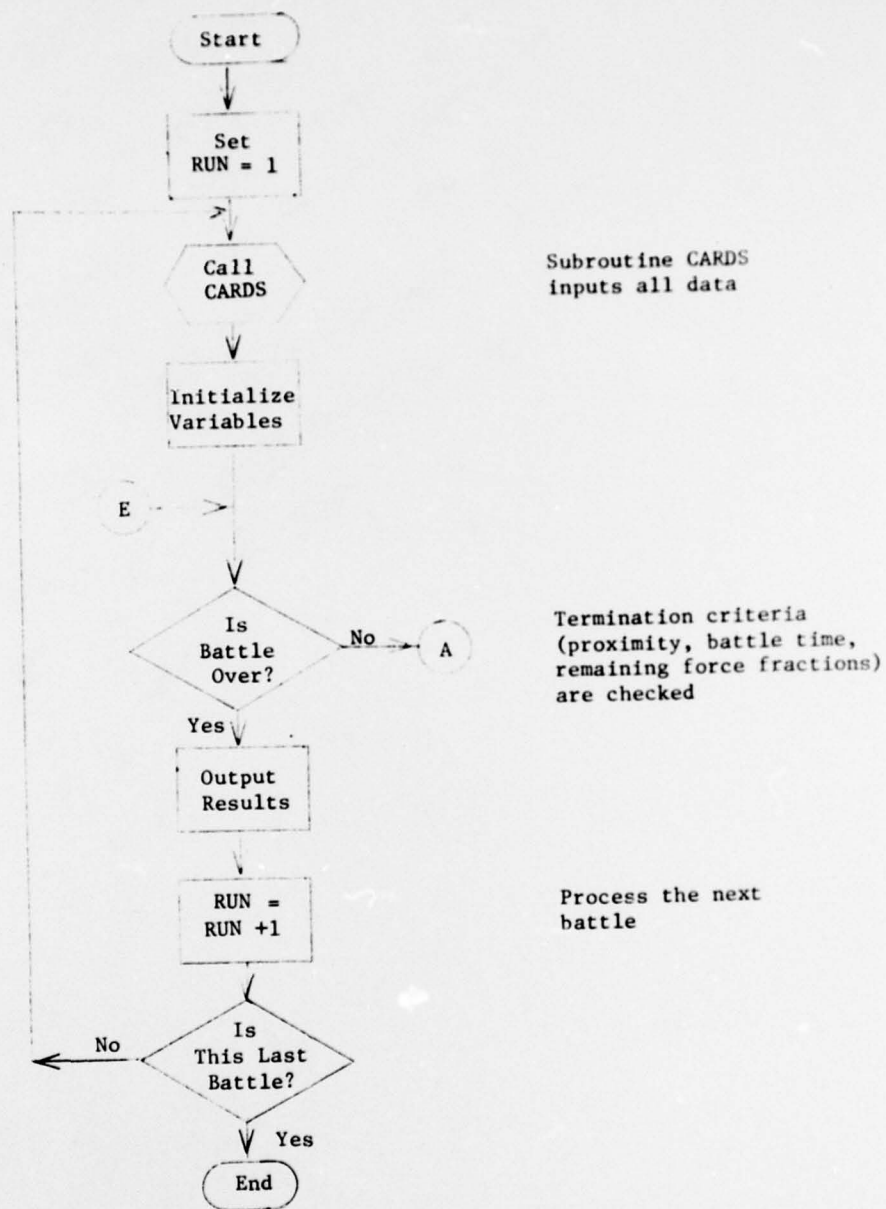 Start
Set
RUN = 1
Call
CARDS
Subroutine CARDS
inputs all data
Initialize
Variables
E
Is
Battle
Over?
No
A
Termination criteria
(proximity, battle time,
remaining force fractions)
are checked
Yes
Output
Results
RUN =
RUN +1
Process the next
battle
Is
This Last
Battle?
No
Yes
End